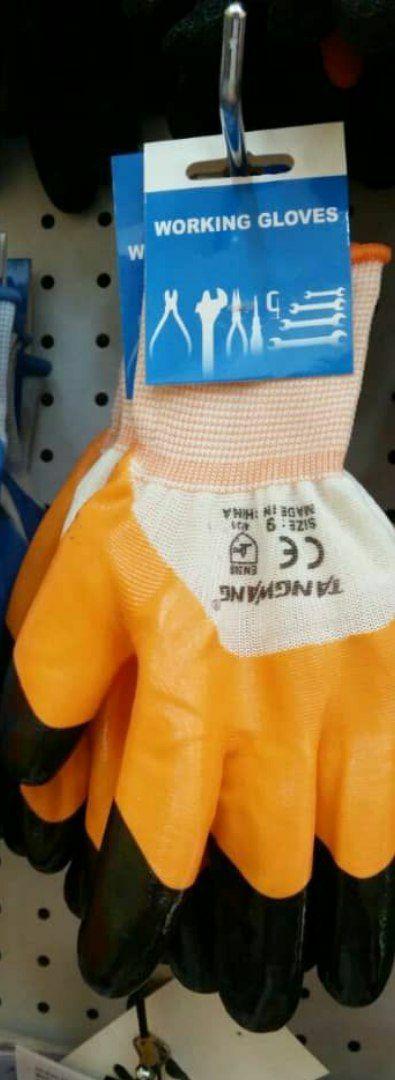 WORKING GLOVES
W
TANGWANG®
CE
EN388
SIZE: 9
MADE IN CHINA